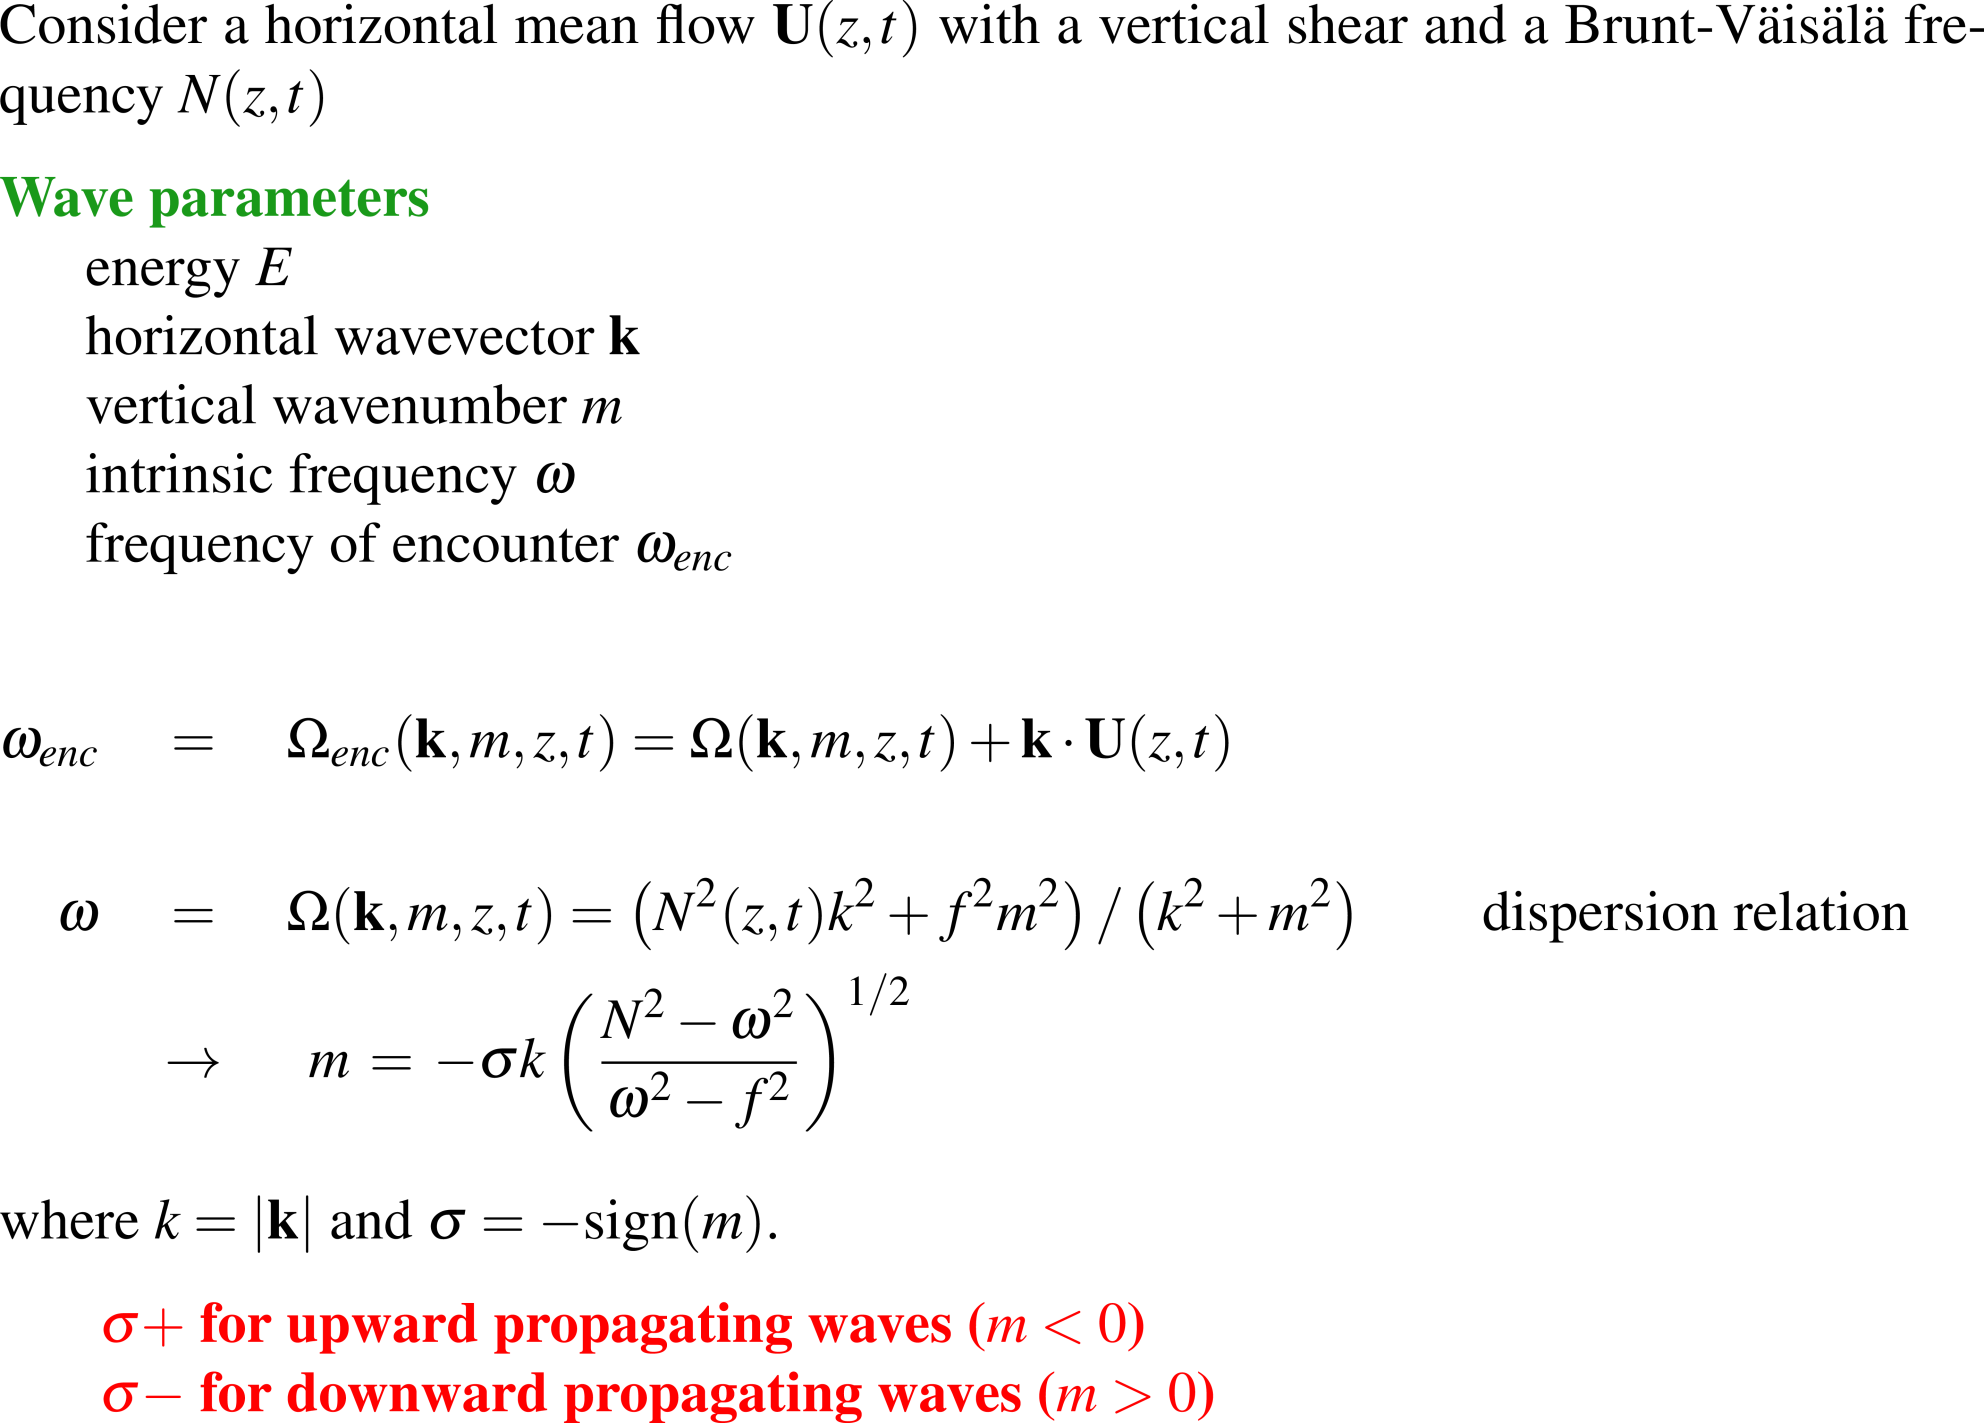 Consider a horizontal mean flow U(z,t) with a vertical shear and a Brunt-Väisälä fre-
quency N(z,t)
Wave parameters
energy E
horizontal wavevector k
vertical wavenumber m
intrinsic frequency ω
frequency of encounter ω_enc
ω_enc = Ω_enc(k,m,z,t) = Ω(k,m,z,t) + k · U(z,t)
ω = Ω(k,m,z,t) = (N²(z,t)k² + f²m²) / (k² + m²) dispersion relation
→ m = −σk ((N² − ω²)/(ω² − f²))^{1/2}
where k = |k| and σ = −sign(m).
σ+ for upward propagating waves (m < 0)
σ− for downward propagating waves (m > 0)